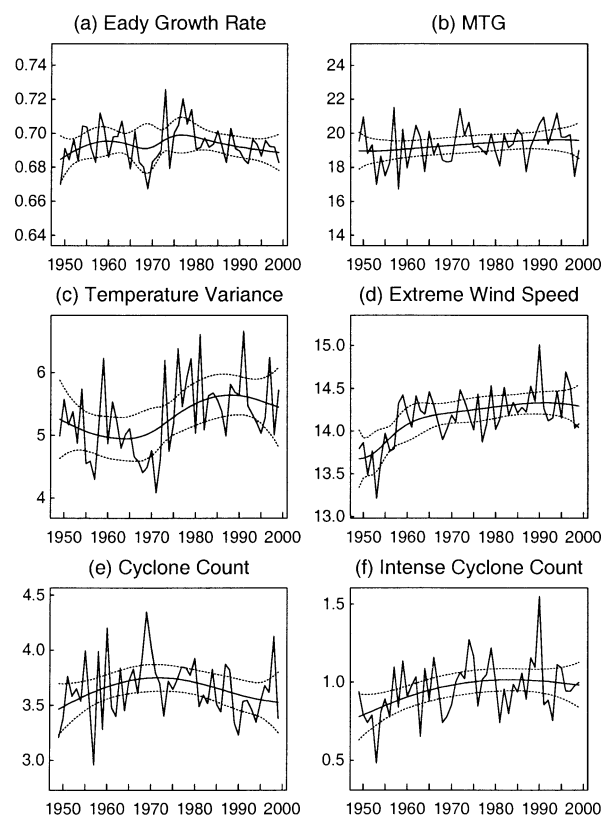 (a) Eady Growth Rate
(b) MTG
0.74
0.72
0.70
0.68
0.66
0.64
24
22
20
18
16
14
1950 1960 1970 1980 1990 2000
1950 1960 1970 1980 1990 2000
(c) Temperature Variance
(d) Extreme Wind Speed
6
5
4
15.0
14.5
14.0
13.5
13.0
1950 1960 1970 1980 1990 2000
1950 1960 1970 1980 1990 2000
(e) Cyclone Count
(f) Intense Cyclone Count
4.5
4.0
3.5
3.0
1.5
1.0
0.5
1950 1960 1970 1980 1990 2000
1950 1960 1970 1980 1990 2000